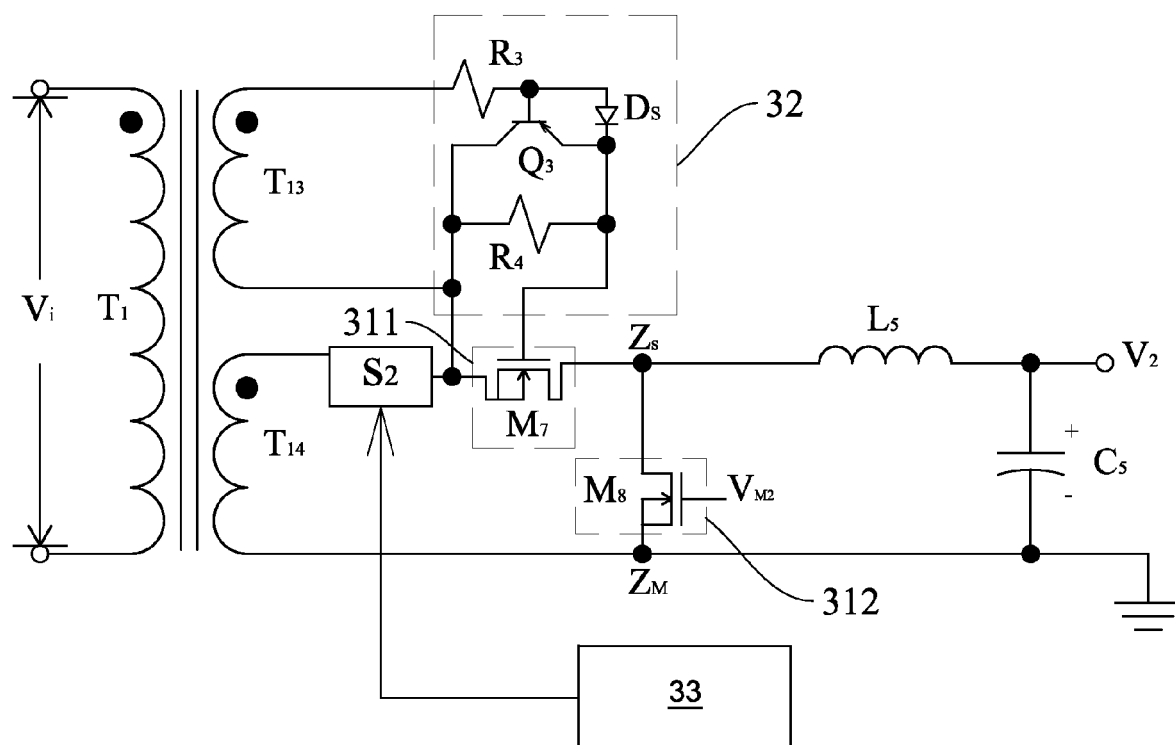 R3
DS
32
Q3
T13
R4
Vi
T1
311
ZS
L5
V2
S2
M7
T14
M8
VM2
+
C5
-
ZM
312
33